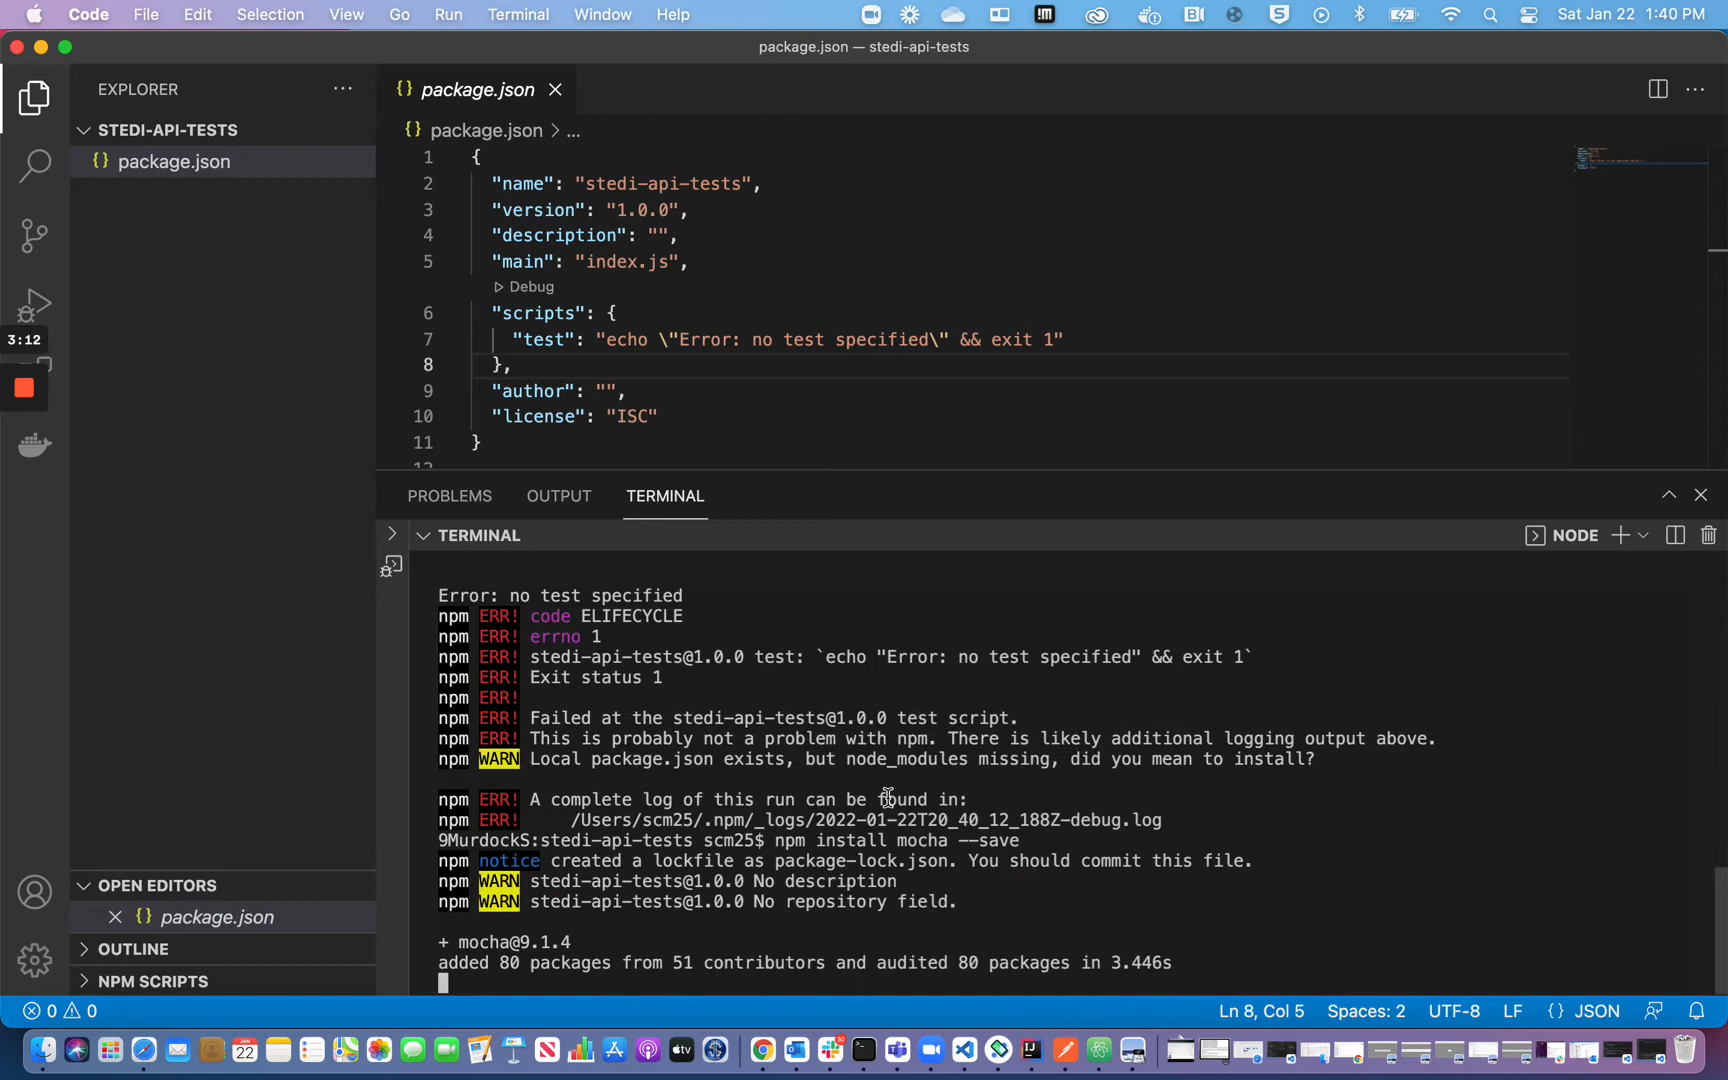 Code File Edit Selection View Go Run Terminal Window Help Sat Jan 22 1:40 PM
package.json — stedi-api-tests
EXPLORER
STEDI-API-TESTS
{} package.json
{} package.json
{} package.json > ...
1 {
2 "name": "stedi-api-tests",
3 "version": "1.0.0",
4 "description": "",
5 "main": "index.js",
Debug
6 "scripts": {
7 "test": "echo \"Error: no test specified\" && exit 1"
8 },
9 "author": "",
10 "license": "ISC"
11 }
12
3:12
PROBLEMS OUTPUT TERMINAL
TERMINAL
NODE
Error: no test specified
npm ERR! code ELIFECYCLE
npm ERR! errno 1
npm ERR! stedi-api-tests@1.0.0 test: `echo "Error: no test specified" && exit 1`
npm ERR! Exit status 1
npm ERR!
npm ERR! Failed at the stedi-api-tests@1.0.0 test script.
npm ERR! This is probably not a problem with npm. There is likely additional logging output above.
npm WARN Local package.json exists, but node_modules missing, did you mean to install?
npm ERR! A complete log of this run can be found in:
npm ERR! /Users/scm25/.npm/_logs/2022-01-22T20_40_12_188Z-debug.log
9MurdockS:stedi-api-tests scm25$ npm install mocha --save
npm notice created a lockfile as package-lock.json. You should commit this file.
npm WARN stedi-api-tests@1.0.0 No description
npm WARN stedi-api-tests@1.0.0 No repository field.
+ mocha@9.1.4
added 80 packages from 51 contributors and audited 80 packages in 3.446s
OPEN EDITORS
{} package.json
OUTLINE
NPM SCRIPTS
0 0
Ln 8, Col 5 Spaces: 2 UTF-8 LF {} JSON
JAN
22
tv